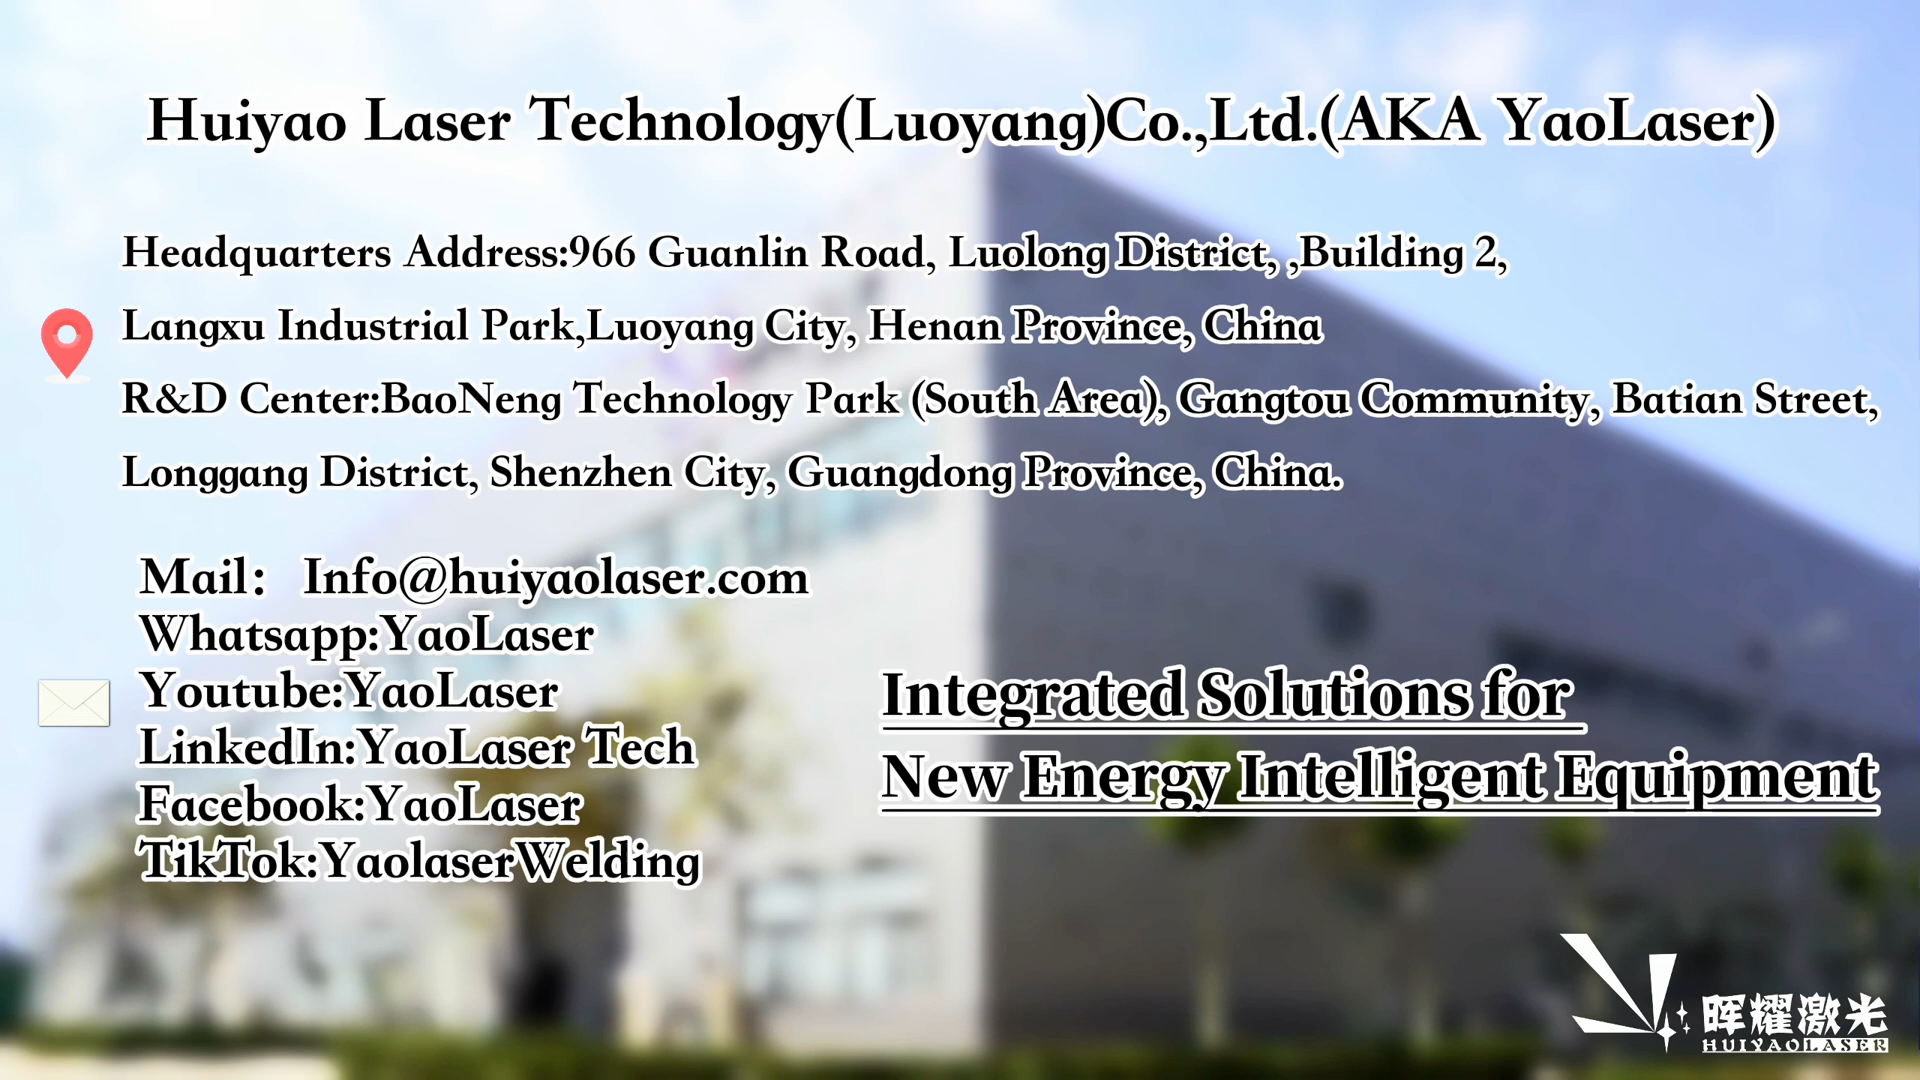 Huiyao Laser Technology(Luoyang)Co.,Ltd.(AKA YaoLaser)
Headquarters Address:966 Guanlin Road, Luolong District, ,Building 2,
Langxu Industrial Park,Luoyang City, Henan Province, China
R&D Center:BaoNeng Technology Park (South Area), Gangtou Community, Batian Street,
Longgang District, Shenzhen City, Guangdong Province, China.
Mail： Info@huiyaolaser.com
Whatsapp:YaoLaser
Youtube:YaoLaser
LinkedIn:YaoLaser Tech
Facebook:YaoLaser
TikTok:YaolaserWelding
Integrated Solutions for
New Energy Intelligent Equipment
晖耀激光
HUIYAOLASER